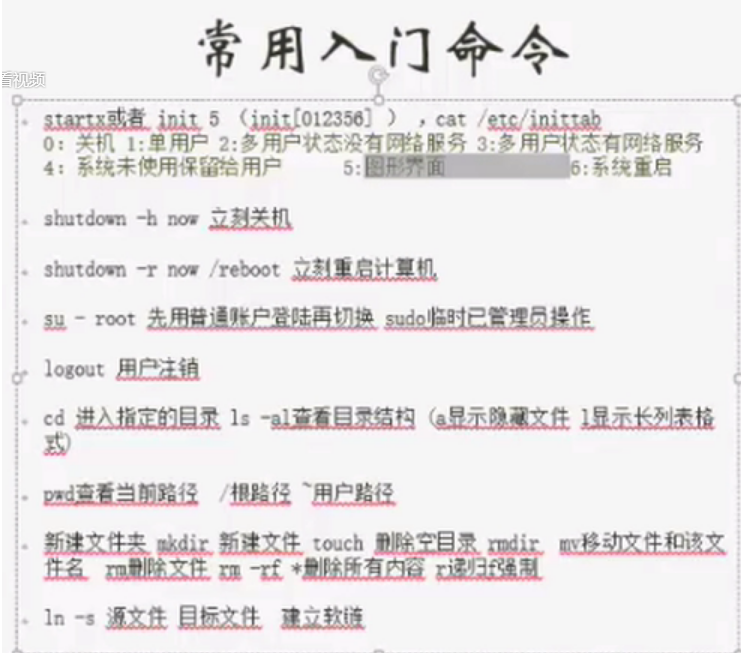 常用入门命令
看视频
startx或者 init 5 （init[012356] ） ，cat /etc/inittab
0：关机 1:单用户 2:多用户状态没有网络服务 3:多用户状态有网络服务
4：系统未使用保留给用户 5:图形界面 6:系统重启
shutdown -h now 立刻关机
shutdown -r now /reboot 立刻重启计算机
su - root 先用普通账户登陆再切换 sudo临时已管理员操作
logout 用户注销
cd 进入指定的目录 ls -al查看目录结构（a显示隐藏文件 l显示长列表格
式）
pwd查看当前路径 /根路径 ~用户路径
新建文件夹 mkdir 新建文件 touch 删除空目录 rmdir mv移动文件和该文
件名 rm删除文件 rm -rf *删除所有内容 r递归f强制
ln -s 源文件 目标文件 建立软链